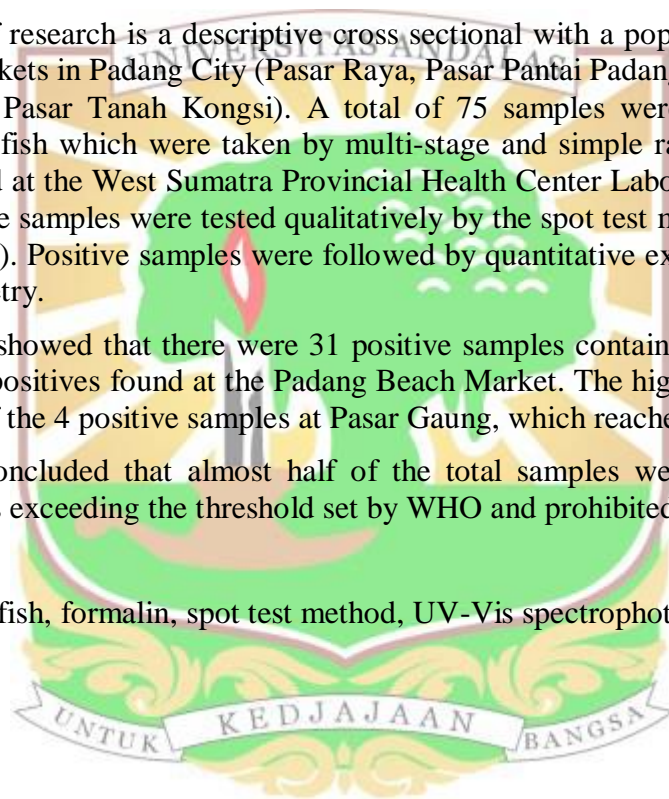 f research is a descriptive cross sectional with a pop
UNIVERSITAS ANDALAS
kets in Padang City (Pasar Raya, Pasar Pantai Padang
Pasar Tanah Kongsi). A total of 75 samples wer
fish which were taken by multi-stage and simple ra
d at the West Sumatra Provincial Health Center Labo
e samples were tested qualitatively by the spot test m
). Positive samples were followed by quantitative ex
etry.
showed that there were 31 positive samples contain
positives found at the Padang Beach Market. The hig
f the 4 positive samples at Pasar Gaung, which reache
oncluded that almost half of the total samples we
s exceeding the threshold set by WHO and prohibited
fish, formalin, spot test method, UV-Vis spectrophot
UNTUK KEDJAJAAN BANGSA